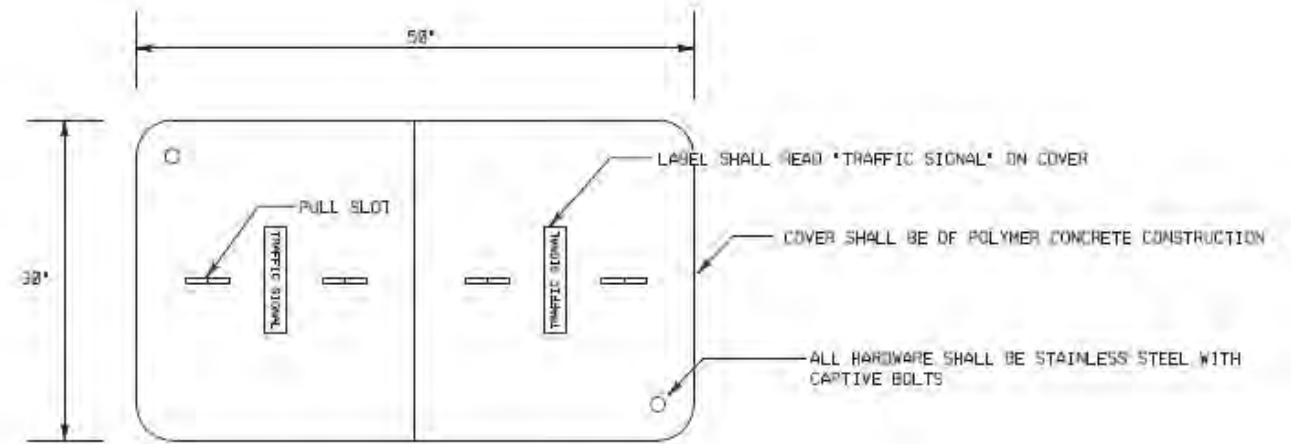 50"
LABEL SHALL READ "TRAFFIC SIGNAL" ON COVER
PULL SLOT
COVER SHALL BE OF POLYMER CONCRETE CONSTRUCTION
30"
TRAFFIC SIGNAL
TRAFFIC SIGNAL
ALL HARDWARE SHALL BE STAINLESS STEEL WITH
CAPTIVE BOLTS